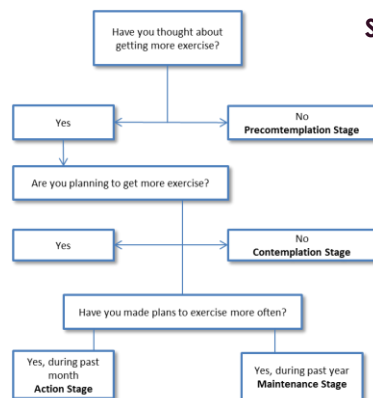 Have you thought about
getting more exercise?
S
Yes
No
Precomtemplation Stage
Are you planning to get more exercise?
Yes
No
Contemplation Stage
Have you made plans to exercise more often?
Yes, during past
month
Action Stage
Yes, during past year
Maintenance Stage